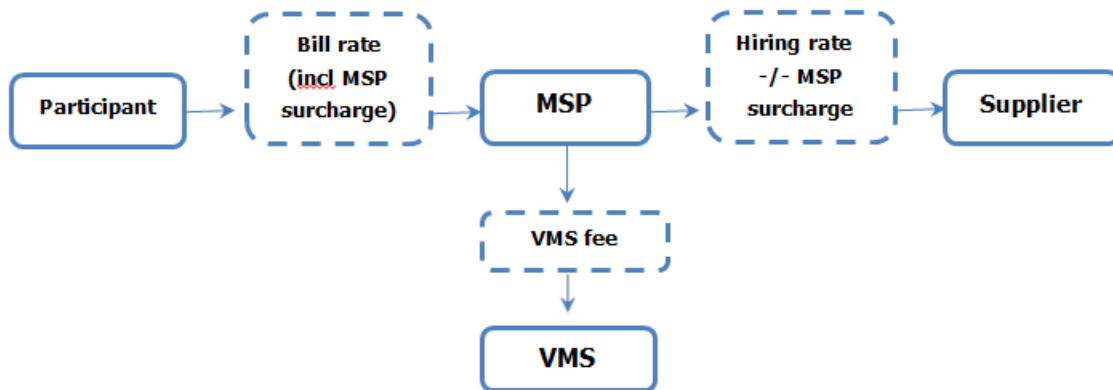 Participant
Bill rate
(incl MSP
surcharge)
MSP
Hiring rate
-/- MSP
surcharge
Supplier
VMS fee
VMS